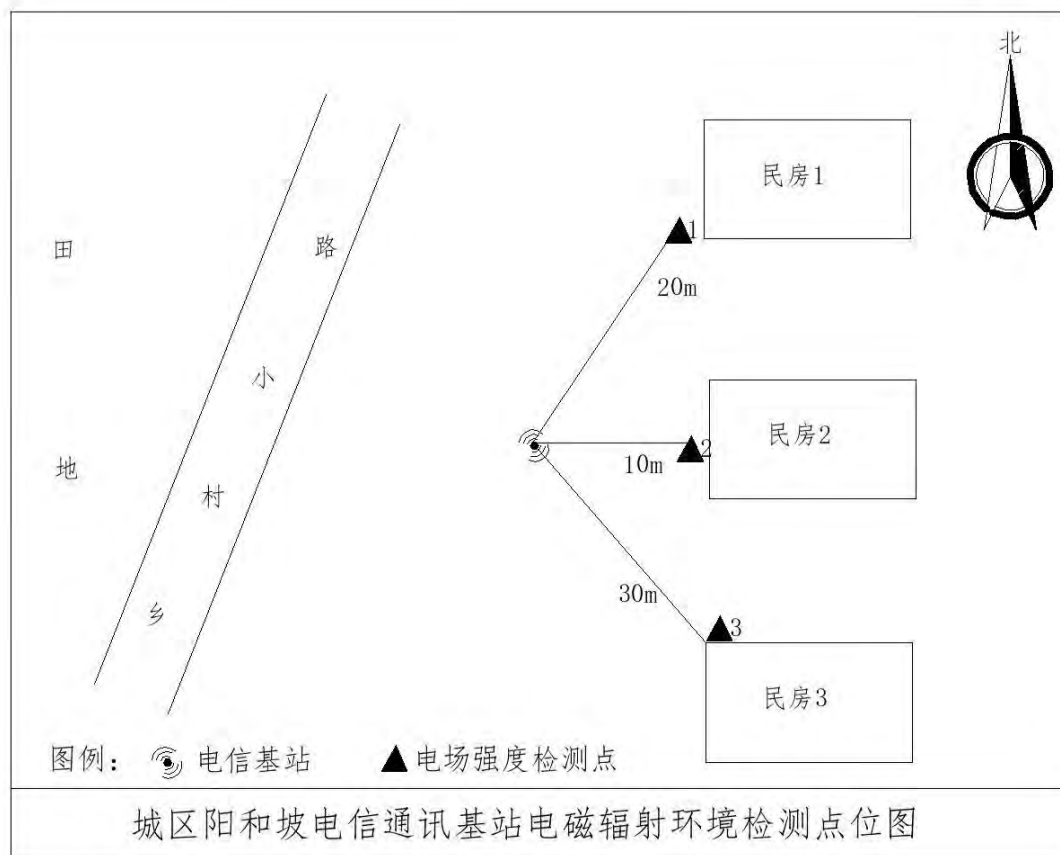 北
民房1
1
20m
田
路
小
民房2
2
10m
地
村
30m
乡
3
民房3
图例：
电信基站
电场强度检测点
城区阳和坡电信通讯基站电磁辐射环境检测点位图